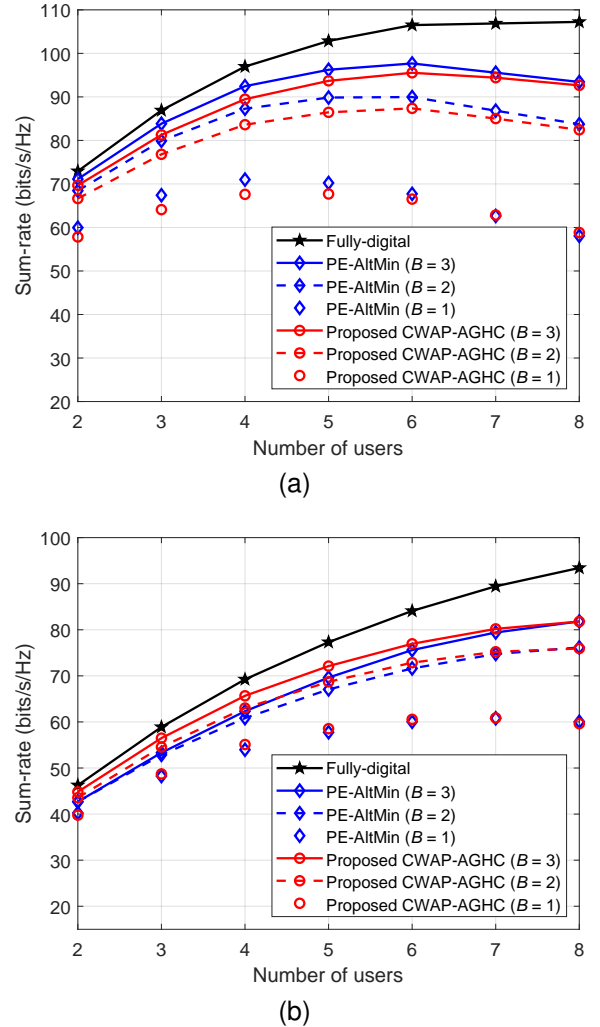 110
100
90
80
70
60
50
40
30
20
Sum-rate (bits/s/Hz)
Fully-digital
PE-AltMin (B = 3)
PE-AltMin (B = 2)
PE-AltMin (B = 1)
Proposed CWAP-AGHC (B = 3)
Proposed CWAP-AGHC (B = 2)
Proposed CWAP-AGHC (B = 1)
2 3 4 5 6 7 8
Number of users
(a)
100
90
80
70
60
50
40
30
20
Sum-rate (bits/s/Hz)
Fully-digital
PE-AltMin (B = 3)
PE-AltMin (B = 2)
PE-AltMin (B = 1)
Proposed CWAP-AGHC (B = 3)
Proposed CWAP-AGHC (B = 2)
Proposed CWAP-AGHC (B = 1)
2 3 4 5 6 7 8
Number of users
(b)